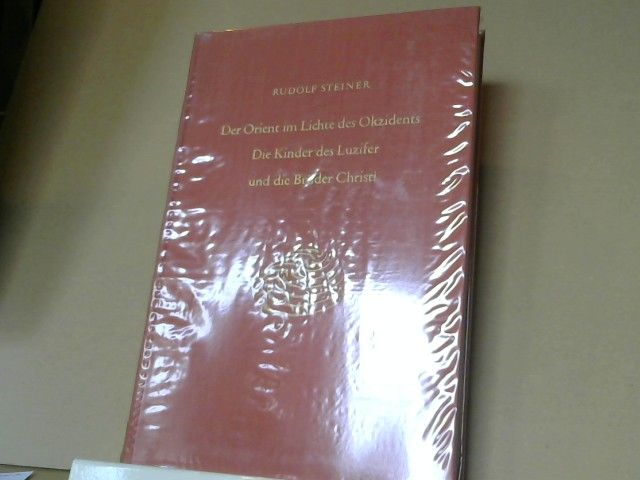 RUDOLF STEINER
Der Orient im Lichte des Okzidents
Die Kinder des Luzifer
und die Brüder Christi